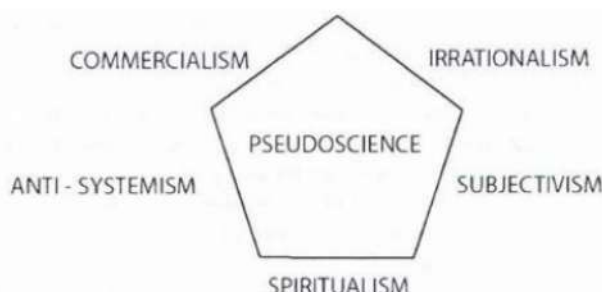 COMMERCIALISM
IRRATIONALISM
PSEUDOSCIENCE
ANTI - SYSTEMISM
SUBJECTIVISM
SPIRITUALISM